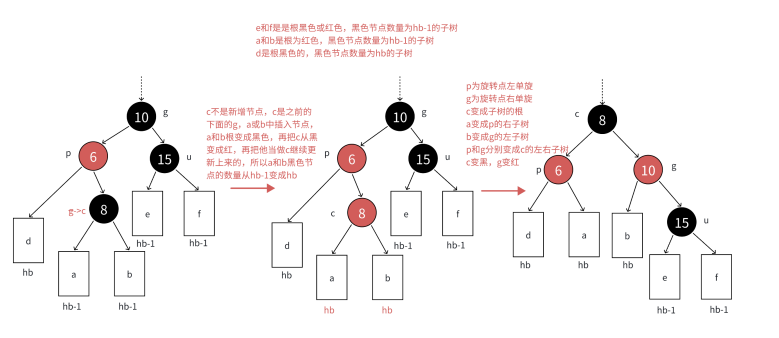 e和f是是根黑色或红色，黑色节点数量为hb-1的子树
a和b是根为红色，黑色节点数量为hb-1的子树
d是根黑色的，黑色节点数量为hb的子树
10
g
p
6
15
u
g->c
8
d
e
f
hb-1
hb-1
hb
a
b
hb-1
hb-1
c不是新增节点，c是之前的
下面的g，a或b中插入节点，
a和b根变成黑色，再把c从黑
变成红，再把他当做c继续更
新上来的，所以a和b黑色节
点的数量从hb-1变成hb
10
g
p
6
15
u
c
8
d
e
f
hb-1
hb-1
hb
a
b
hb
hb
p为旋转点左单旋
g为旋转点右单旋
c变成子树的根
a变成p的右子树
b变成g的左子树
p和g分别变成c的左右子树
c变黑，g变红
c
8
p
6
10
g
15
u
d
a
b
hb
hb
hb
e
f
hb-1
hb-1